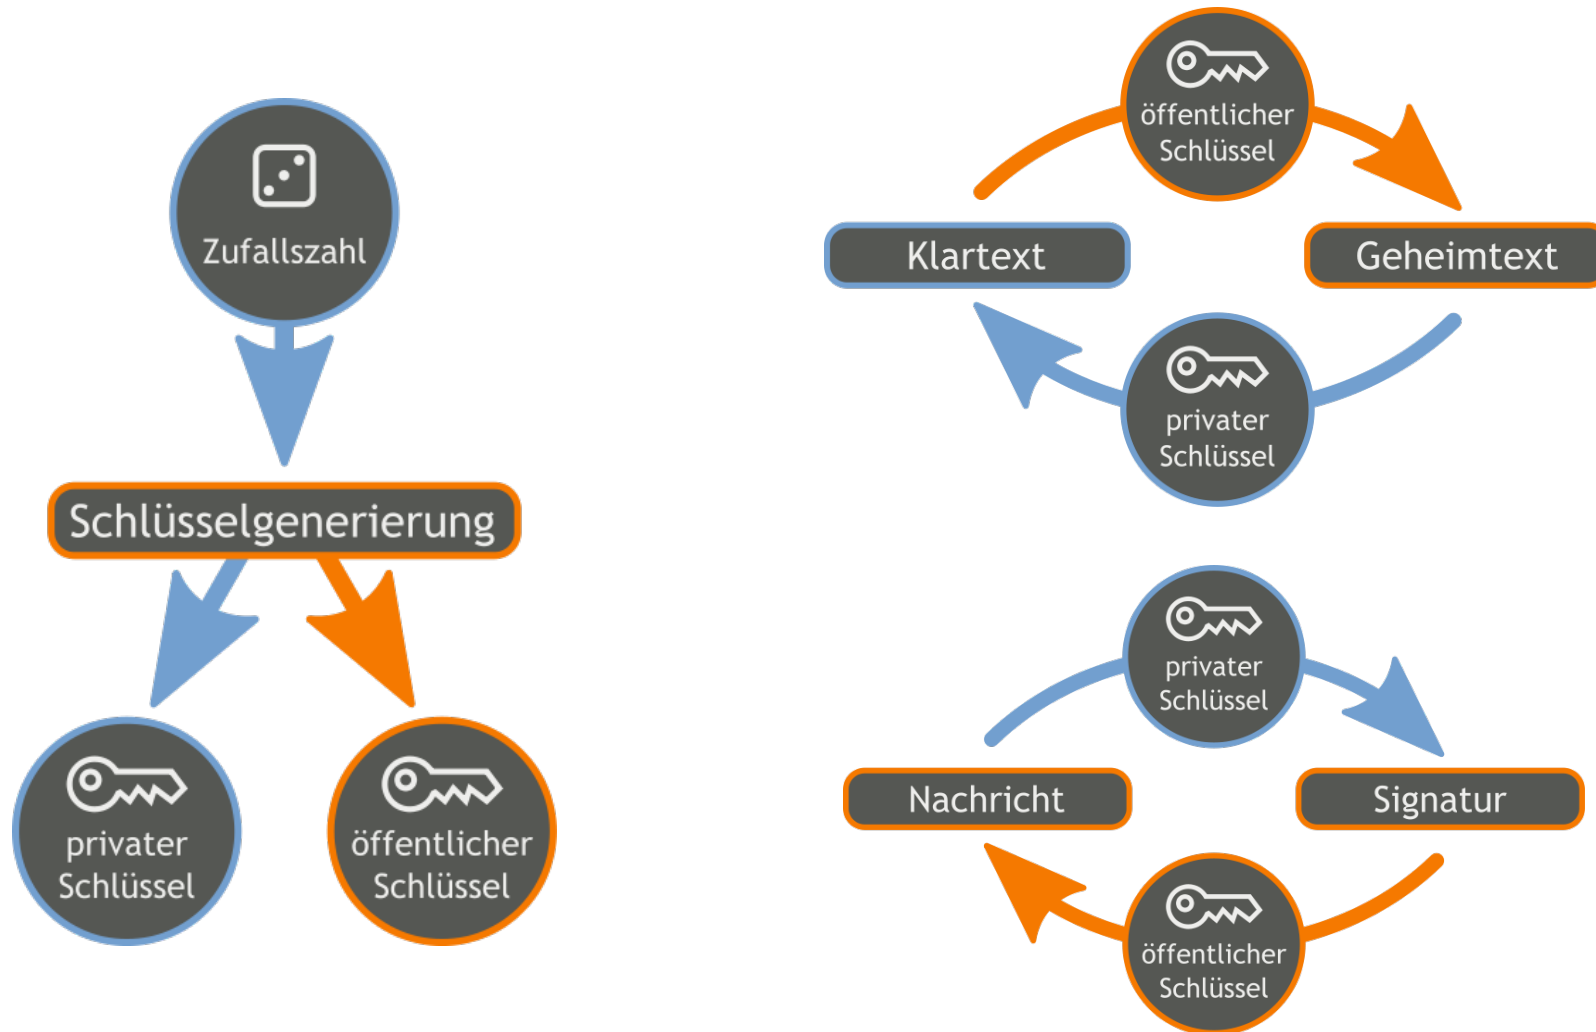 Zufallszahl
Schlüsselgenerierung
privater
Schlüssel
öffentlicher
Schlüssel
öffentlicher
Schlüssel
Klartext
Geheimtext
privater
Schlüssel
privater
Schlüssel
Nachricht
Signatur
öffentlicher
Schlüssel